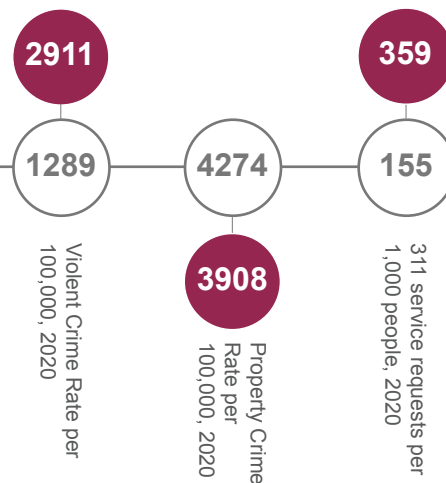 2911
359
1289
4274
155
3908
Violent Crime Rate per
100,000, 2020
Property Crime
Rate per
100,000, 2020
311 service requests per
1,000 people, 2020